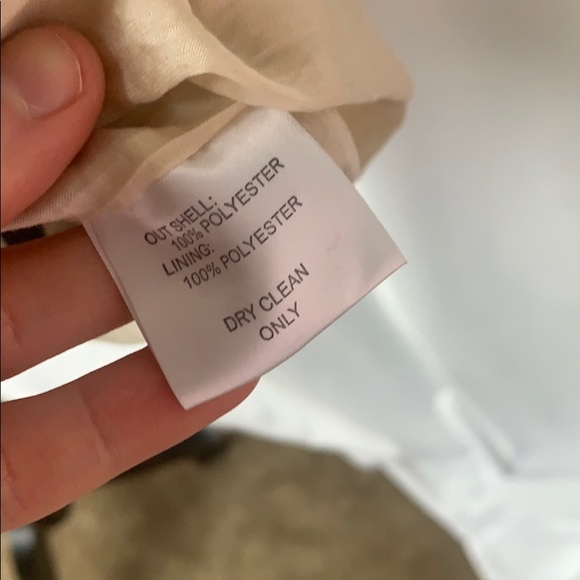 OUT SHELL:
100% POLYESTER
LINING:
100% POLYESTER
DRY CLEAN
ONLY